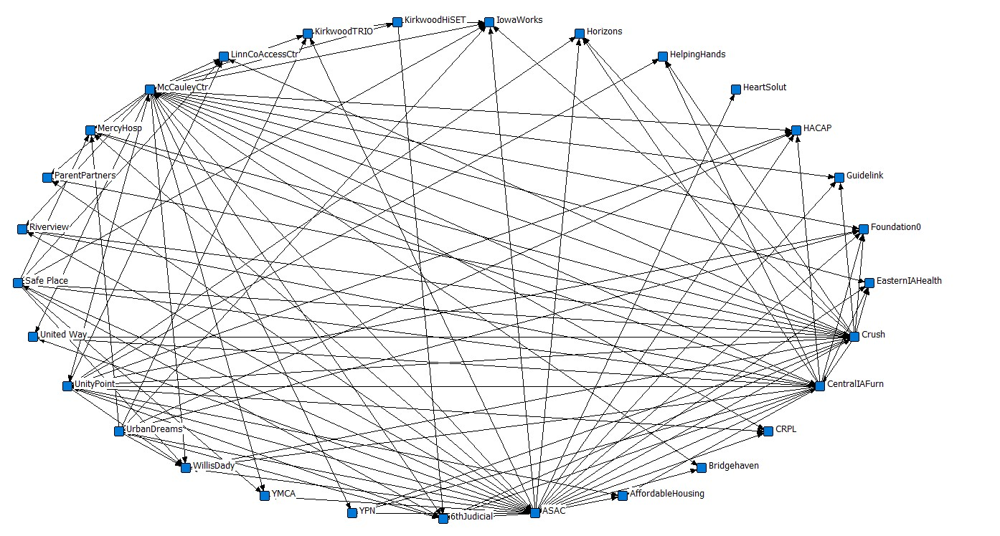 KirkwoodHiSET
IowaWorks
KirkwoodTRIO
Horizons
LinnCoAccessCtr
HelpingHands
McCauleyCtr
HeartSolut
MercyHosp
HACAP
ParentPartners
Guidelink
Riverview
Foundation0
Safe Place
EasternIAHealth
United Way
Crush
UnityPoint
CentralIAFurn
UrbanDreams
CRPL
WillisDady
Bridgehaven
YMCA
AffordableHousing
YPN
6thJudicial
ASAC